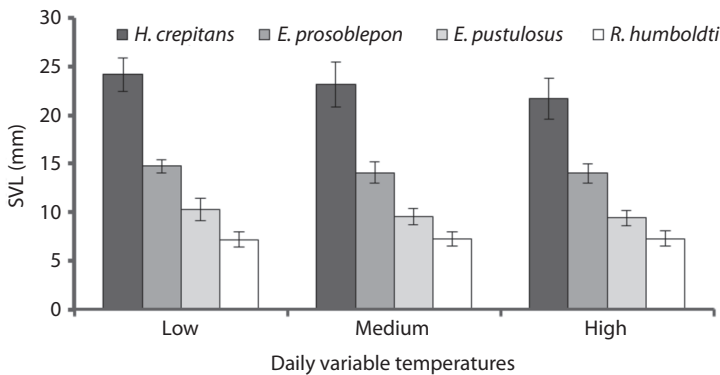 30
H. crepitans E. prosoblepon E. pustulosus R. humboldti
25
20
15
10
5
0
SVL (mm)
Low Medium High
Daily variable temperatures